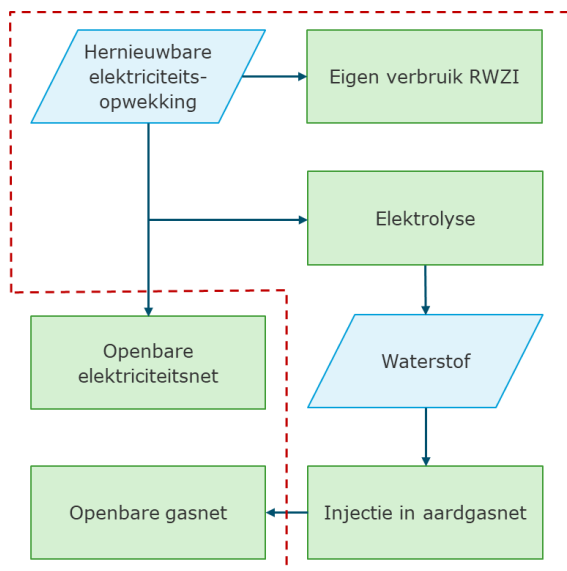 Hernieuwbare
elektriciteits-
opwekking
Eigen verbruik RWZI
Elektrolyse
Openbare
elektriciteitsnet
Waterstof
Openbare gasnet
Injectie in aardgasnet